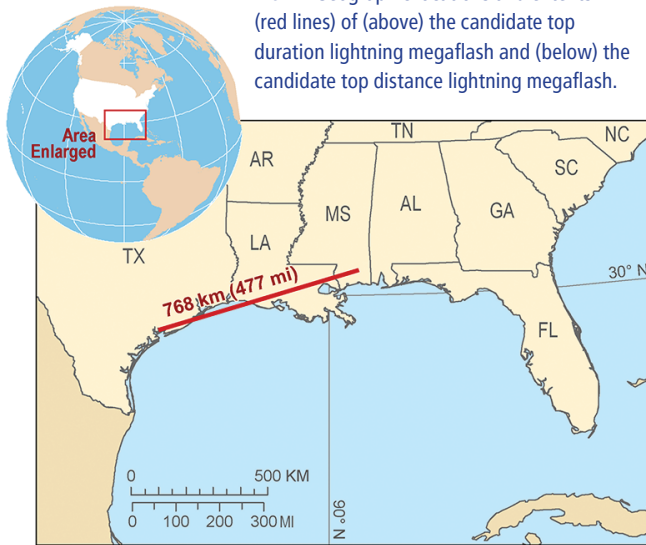 (red lines) of (above) the candidate top
duration lightning megaflash and (below) the
candidate top distance lightning megaflash.
Area
Enlarged
TN
NC
AR
SC
MS
AL
GA
LA
TX
768 km (477 mi)
30° N
FL
0 500 KM
0 100 200 300 MI
90° N